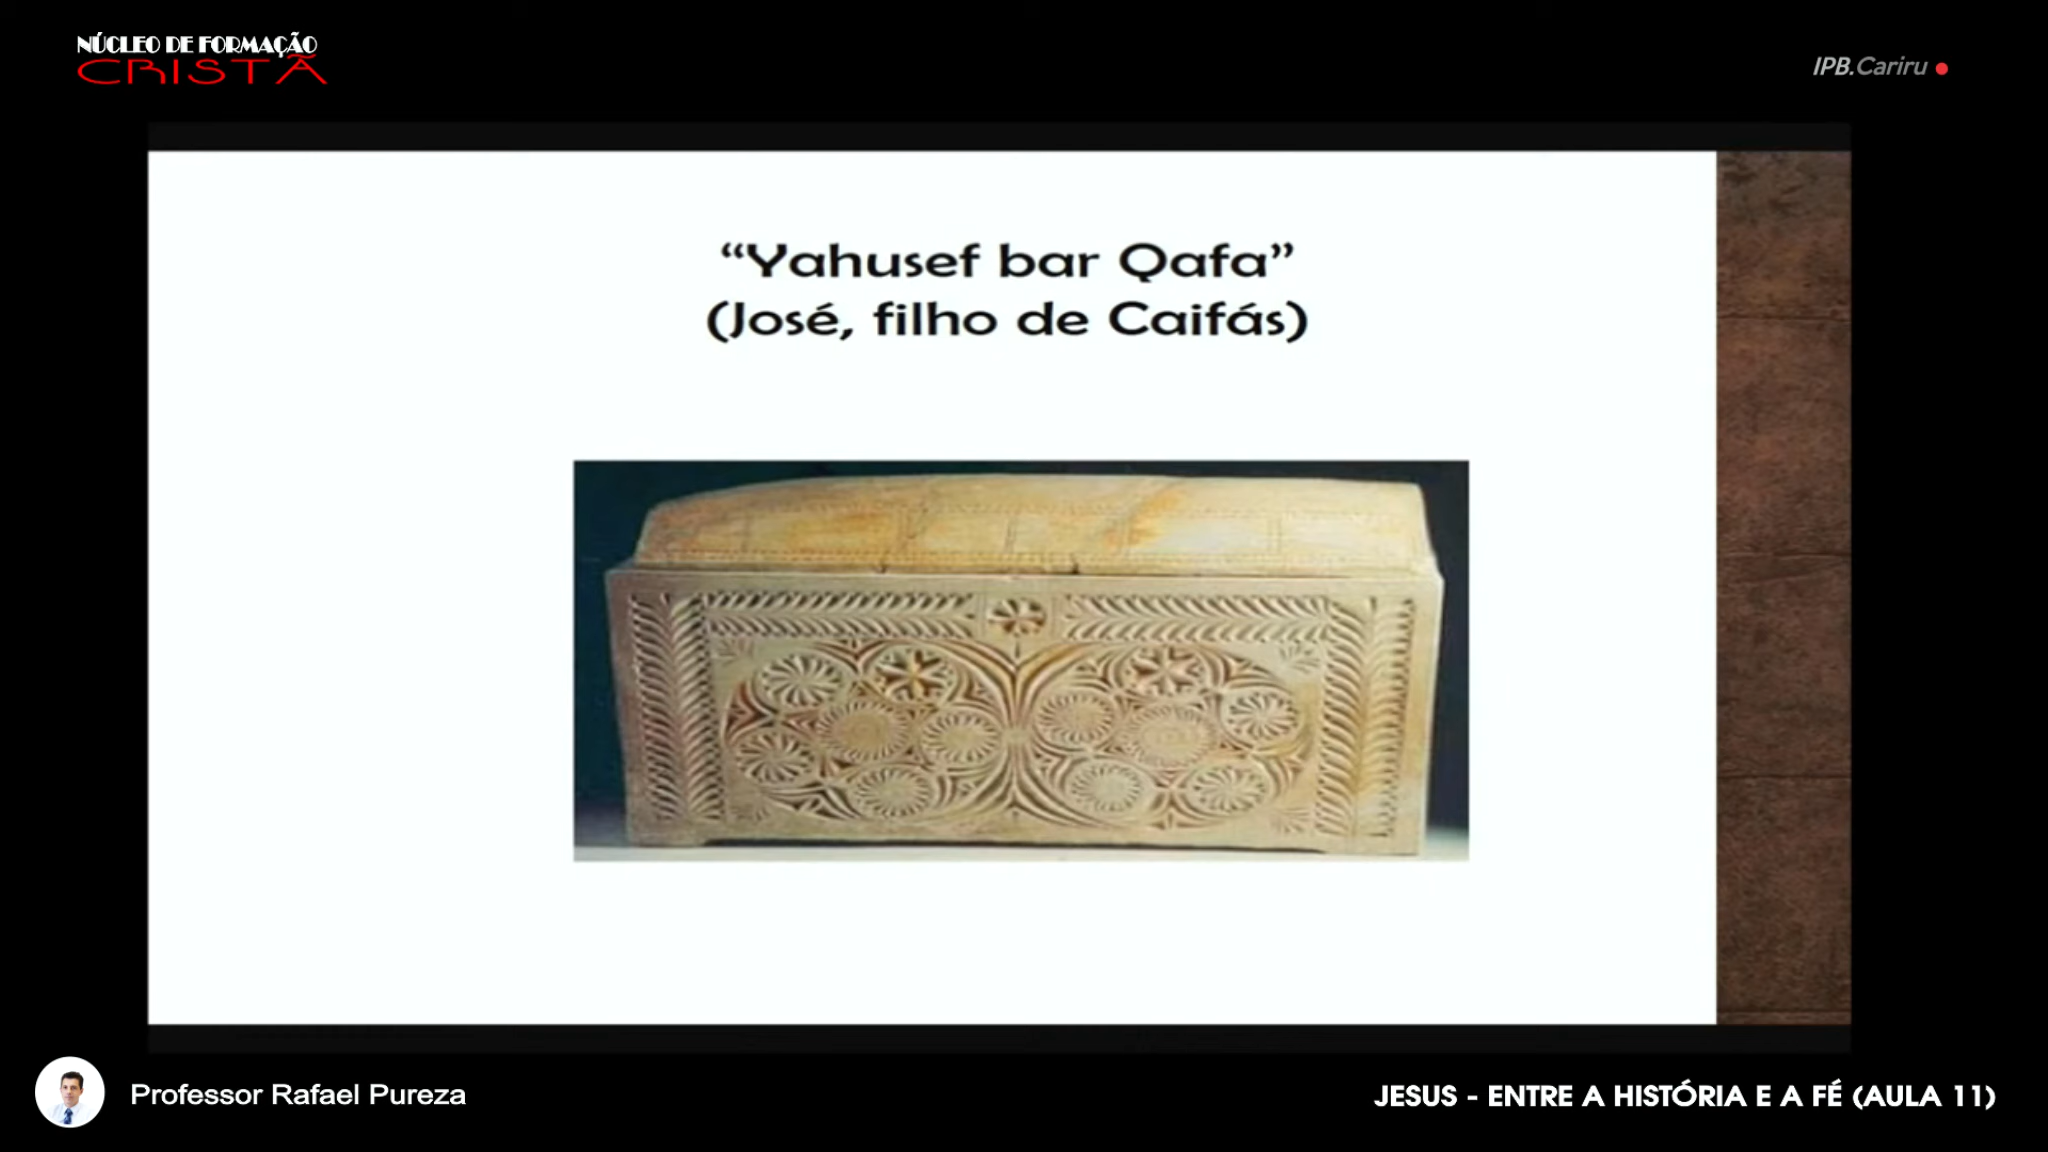 NÚCLEO DE FORMAÇÃO
CRISTÃ
IPB.Cariru
“Yahusef bar Qafa”
(José, filho de Caifás)
Professor Rafael Pureza
JESUS - ENTRE A HISTÓRIA E A FÉ (AULA 11)